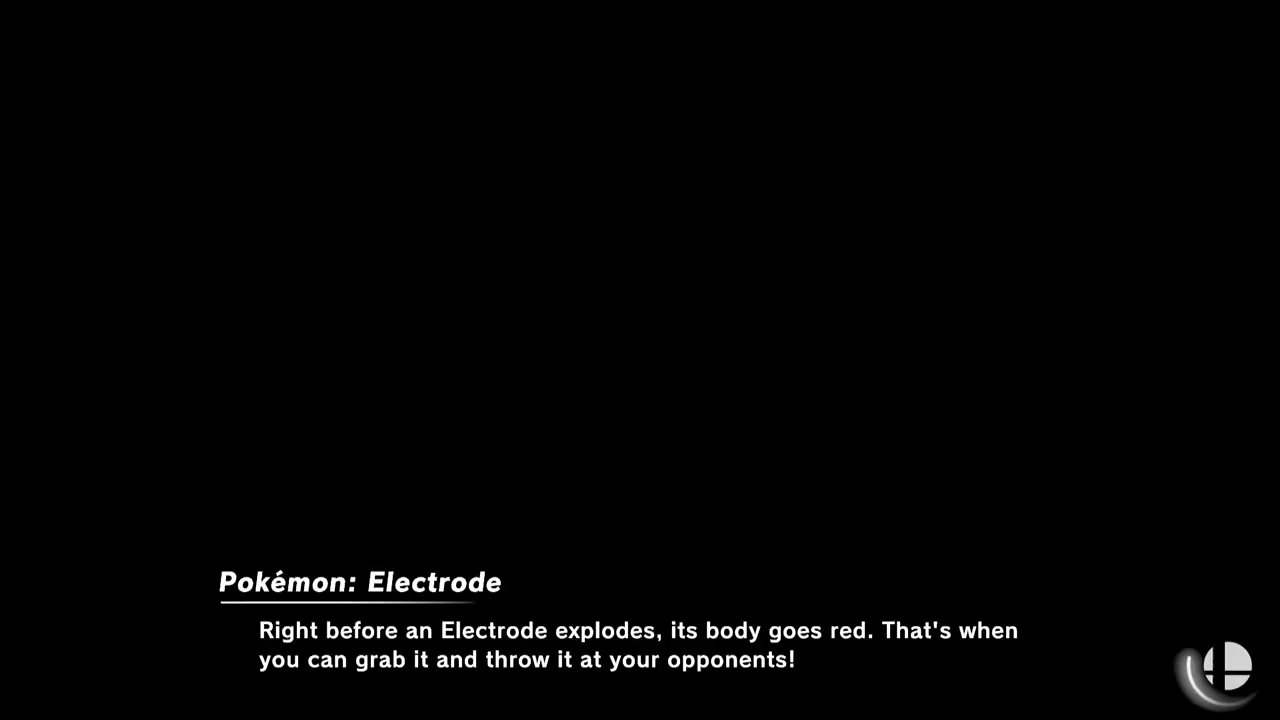 Pokémon: Electrode
Right before an Electrode explodes, its body goes red. That's when
you can grab it and throw it at your opponents!